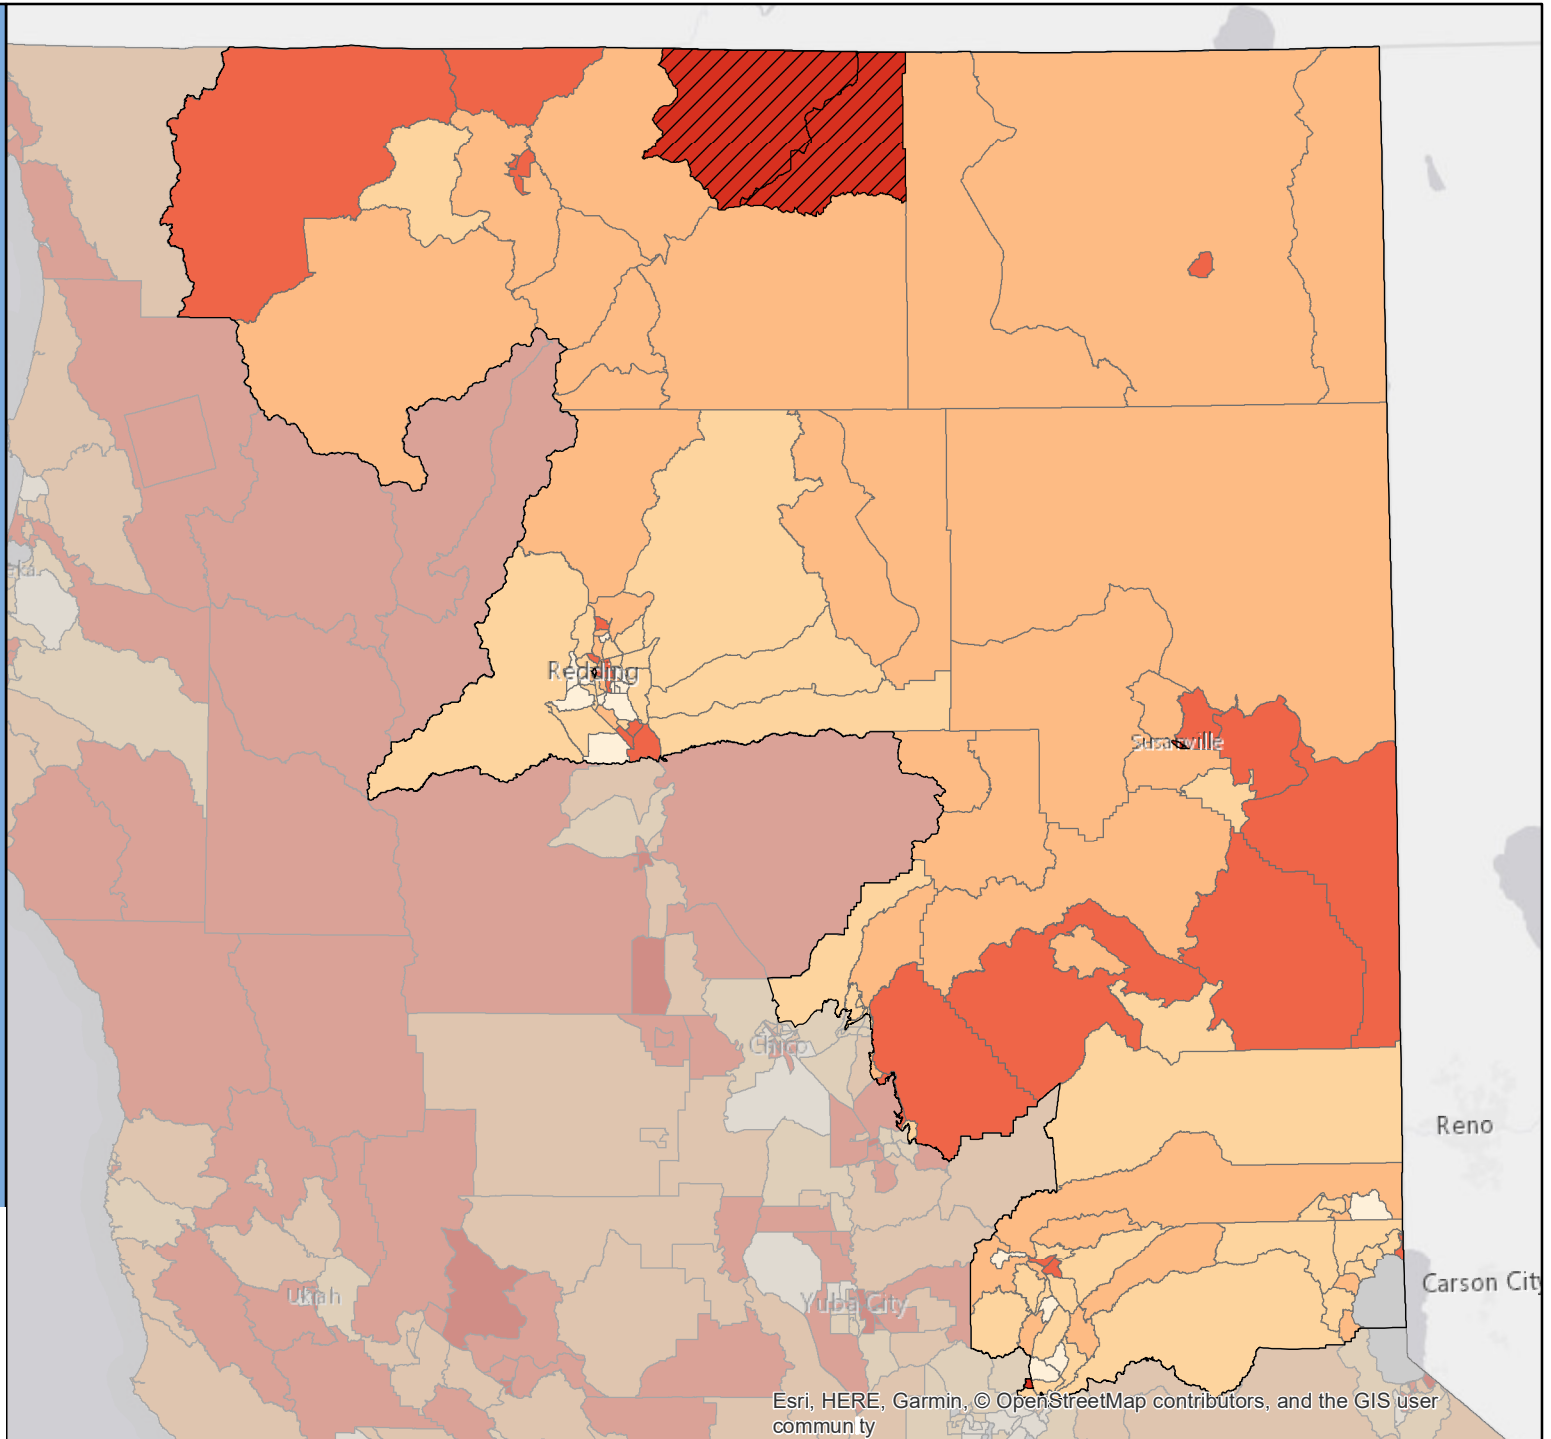 Redding
Susanville
Chico
Reno
Ukiah
Yuba City
Carson City
Esri, HERE, Garmin, © OpenStreetMap contributors, and the GIS user
community